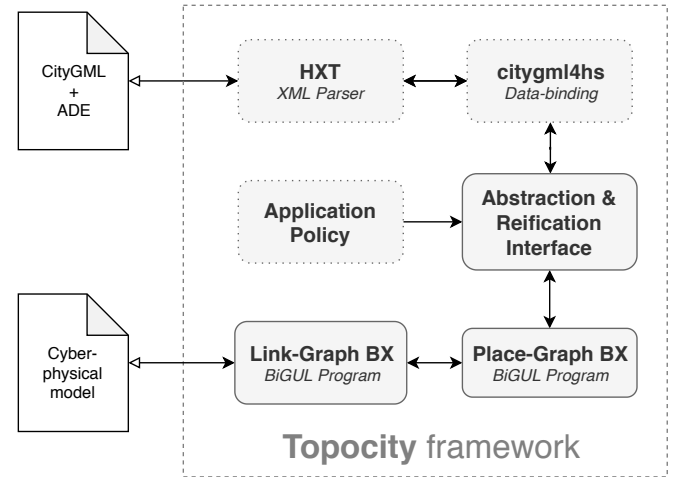 CityGML
+
ADE
HXT
XML Parser
citygml4hs
Data-binding
Application
Policy
Abstraction &
Reification
Interface
Cyber-
physical
model
Link-Graph BX
BiGUL Program
Place-Graph BX
BiGUL Program
Topocity framework